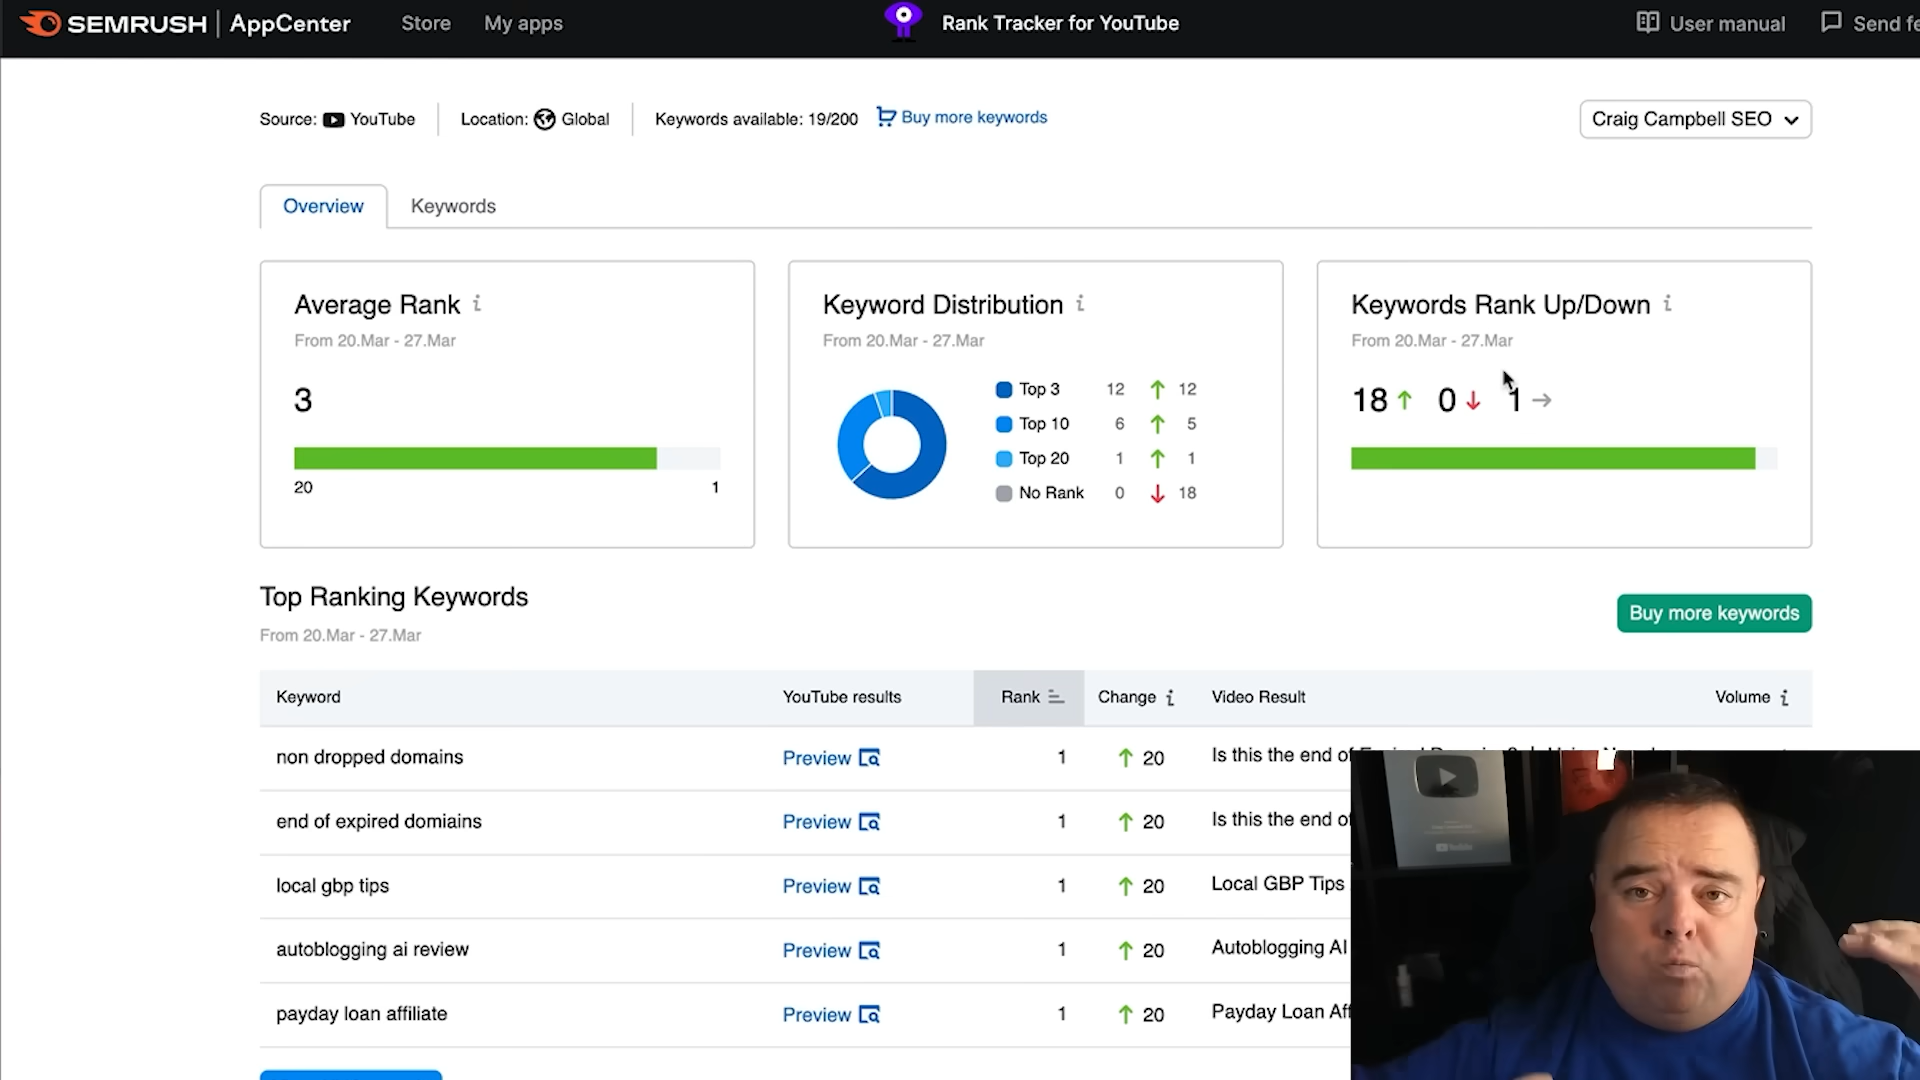 SEMRUSH | AppCenter Store My apps Rank Tracker for YouTube User manual Send fe
Source: YouTube Location: Global Keywords available: 19/200 Buy more keywords Craig Campbell SEO
Overview Keywords
Average Rank i
From 20.Mar - 27.Mar
3
20 1
Keyword Distribution i
From 20.Mar - 27.Mar
Top 3 12 ↑ 12
Top 10 6 ↑ 5
Top 20 1 ↑ 1
No Rank 0 ↓ 18
Keywords Rank Up/Down i
From 20.Mar - 27.Mar
18 ↑ 0 ↓ 1 →
Top Ranking Keywords
From 20.Mar - 27.Mar
Buy more keywords
Keyword YouTube results Rank Change i Video Result Volume i
non dropped domains Preview 1 ↑ 20 Is this the end of
end of expired domiains Preview 1 ↑ 20 Is this the end of
local gbp tips Preview 1 ↑ 20 Local GBP Tips
autoblogging ai review Preview 1 ↑ 20 Autoblogging AI
payday loan affiliate Preview 1 ↑ 20 Payday Loan Aff
YouTube